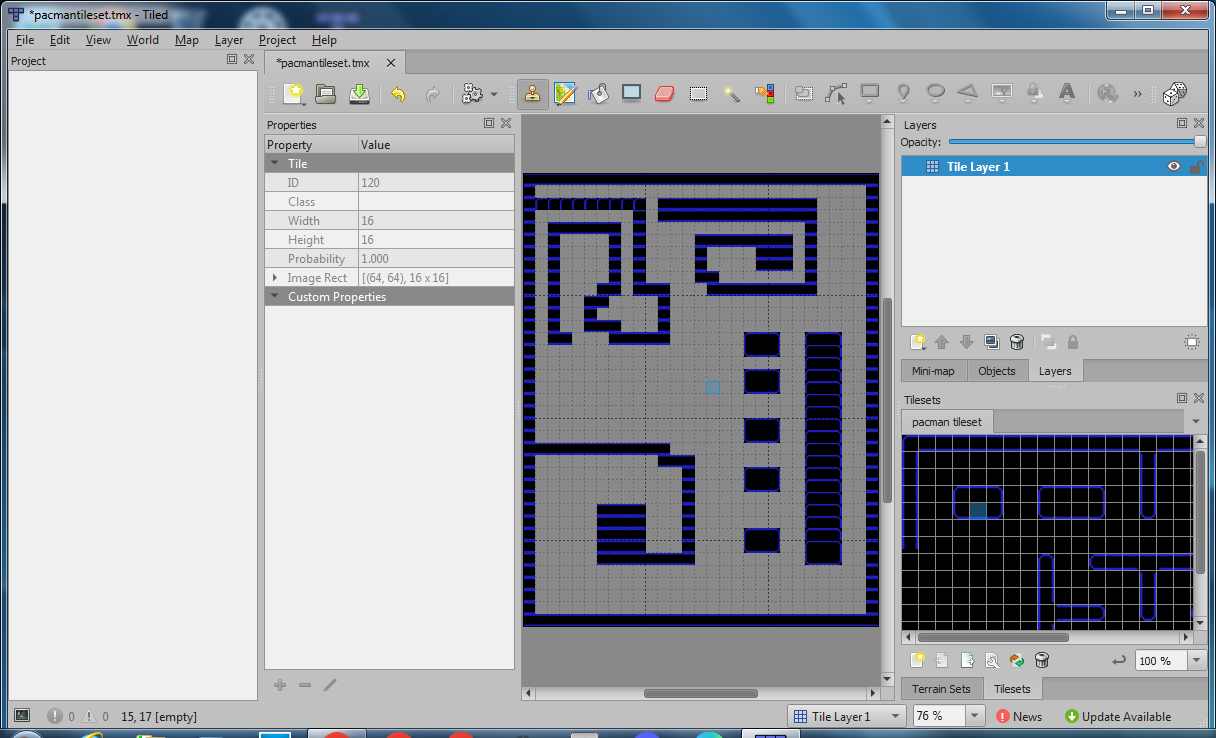 *pacmantileset.tmx - Tiled
File Edit View World Map Layer Project Help
Project
*pacmantileset.tmx
Properties
Property Value
Tile
ID 120
Class
Width 16
Height 16
Probability 1.000
Image Rect [(64, 64), 16 x 16]
Custom Properties
Layers
Opacity:
Tile Layer 1
Mini-map Objects Layers
Tilesets
pacman tileset
100 %
Terrain Sets Tilesets
0 0 15, 17 [empty]
Tile Layer 1 76 % News Update Available